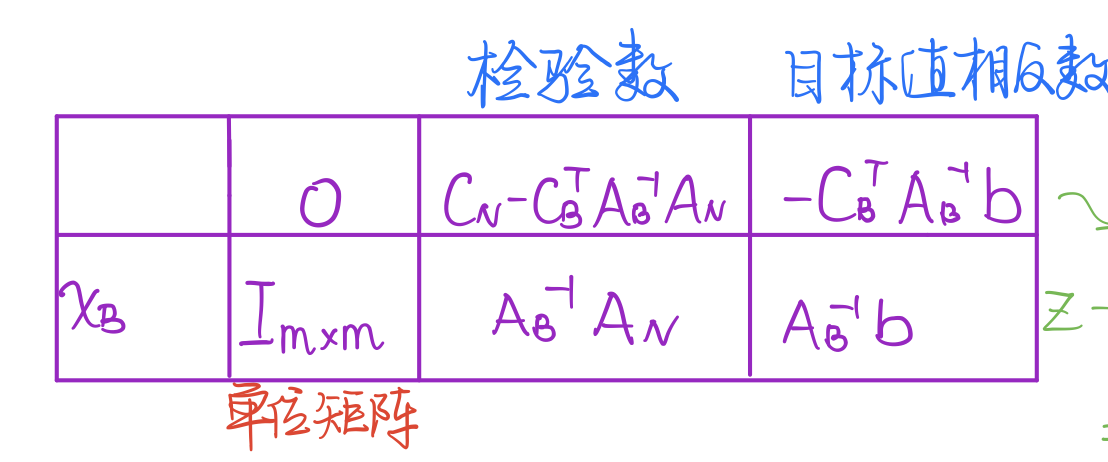 检验数 目标值相反数
0 C_N-C_B^T A_B^{-1} A_N -C_B^T A_B^{-1} b
x_B I_{m×m} A_B^{-1} A_N A_B^{-1} b Z-
单位矩阵